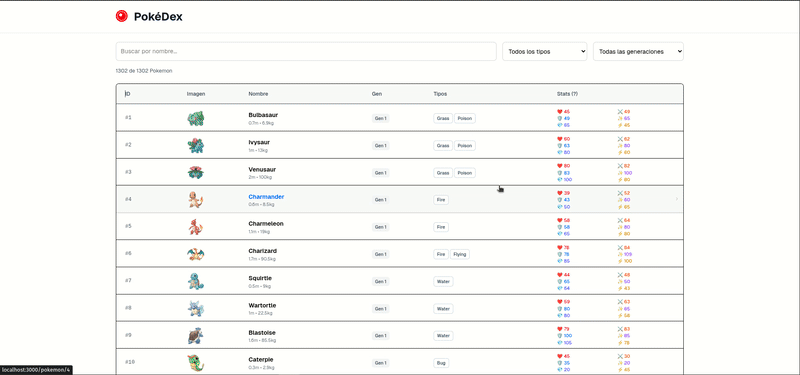 PokéDex
Buscar por nombre...
Todos los tipos
Todas las generaciones
1302 de 1302 Pokemon
ID Imagen Nombre Gen Tipos Stats (?)
#1 Bulbasaur Gen 1 Grass Poison 45 49
0.7m • 6.9kg 49 65
65 45
#2 Ivysaur Gen 1 Grass Poison 60 62
1m • 13kg 63 80
80 60
#3 Venusaur Gen 1 Grass Poison 80 82
2m • 100kg 83 100
100 80
#4 Charmander Gen 1 Fire 39 52
0.6m • 8.5kg 43 60
50 65
#5 Charmeleon Gen 1 Fire 58 64
1.1m • 19kg 58 80
65 80
#6 Charizard Gen 1 Fire Flying 78 84
1.7m • 90.5kg 78 109
85 100
#7 Squirtle Gen 1 Water 44 48
0.5m • 9kg 65 50
64 43
#8 Wartortle Gen 1 Water 59 63
1m • 22.5kg 80 65
80 58
#9 Blastoise Gen 1 Water 79 83
1.6m • 85.5kg 100 85
105 78
#10 Caterpie Gen 1 Bug 45 30
0.3m • 2.9kg 35 20
20 45
localhost:3000/pokemon/4